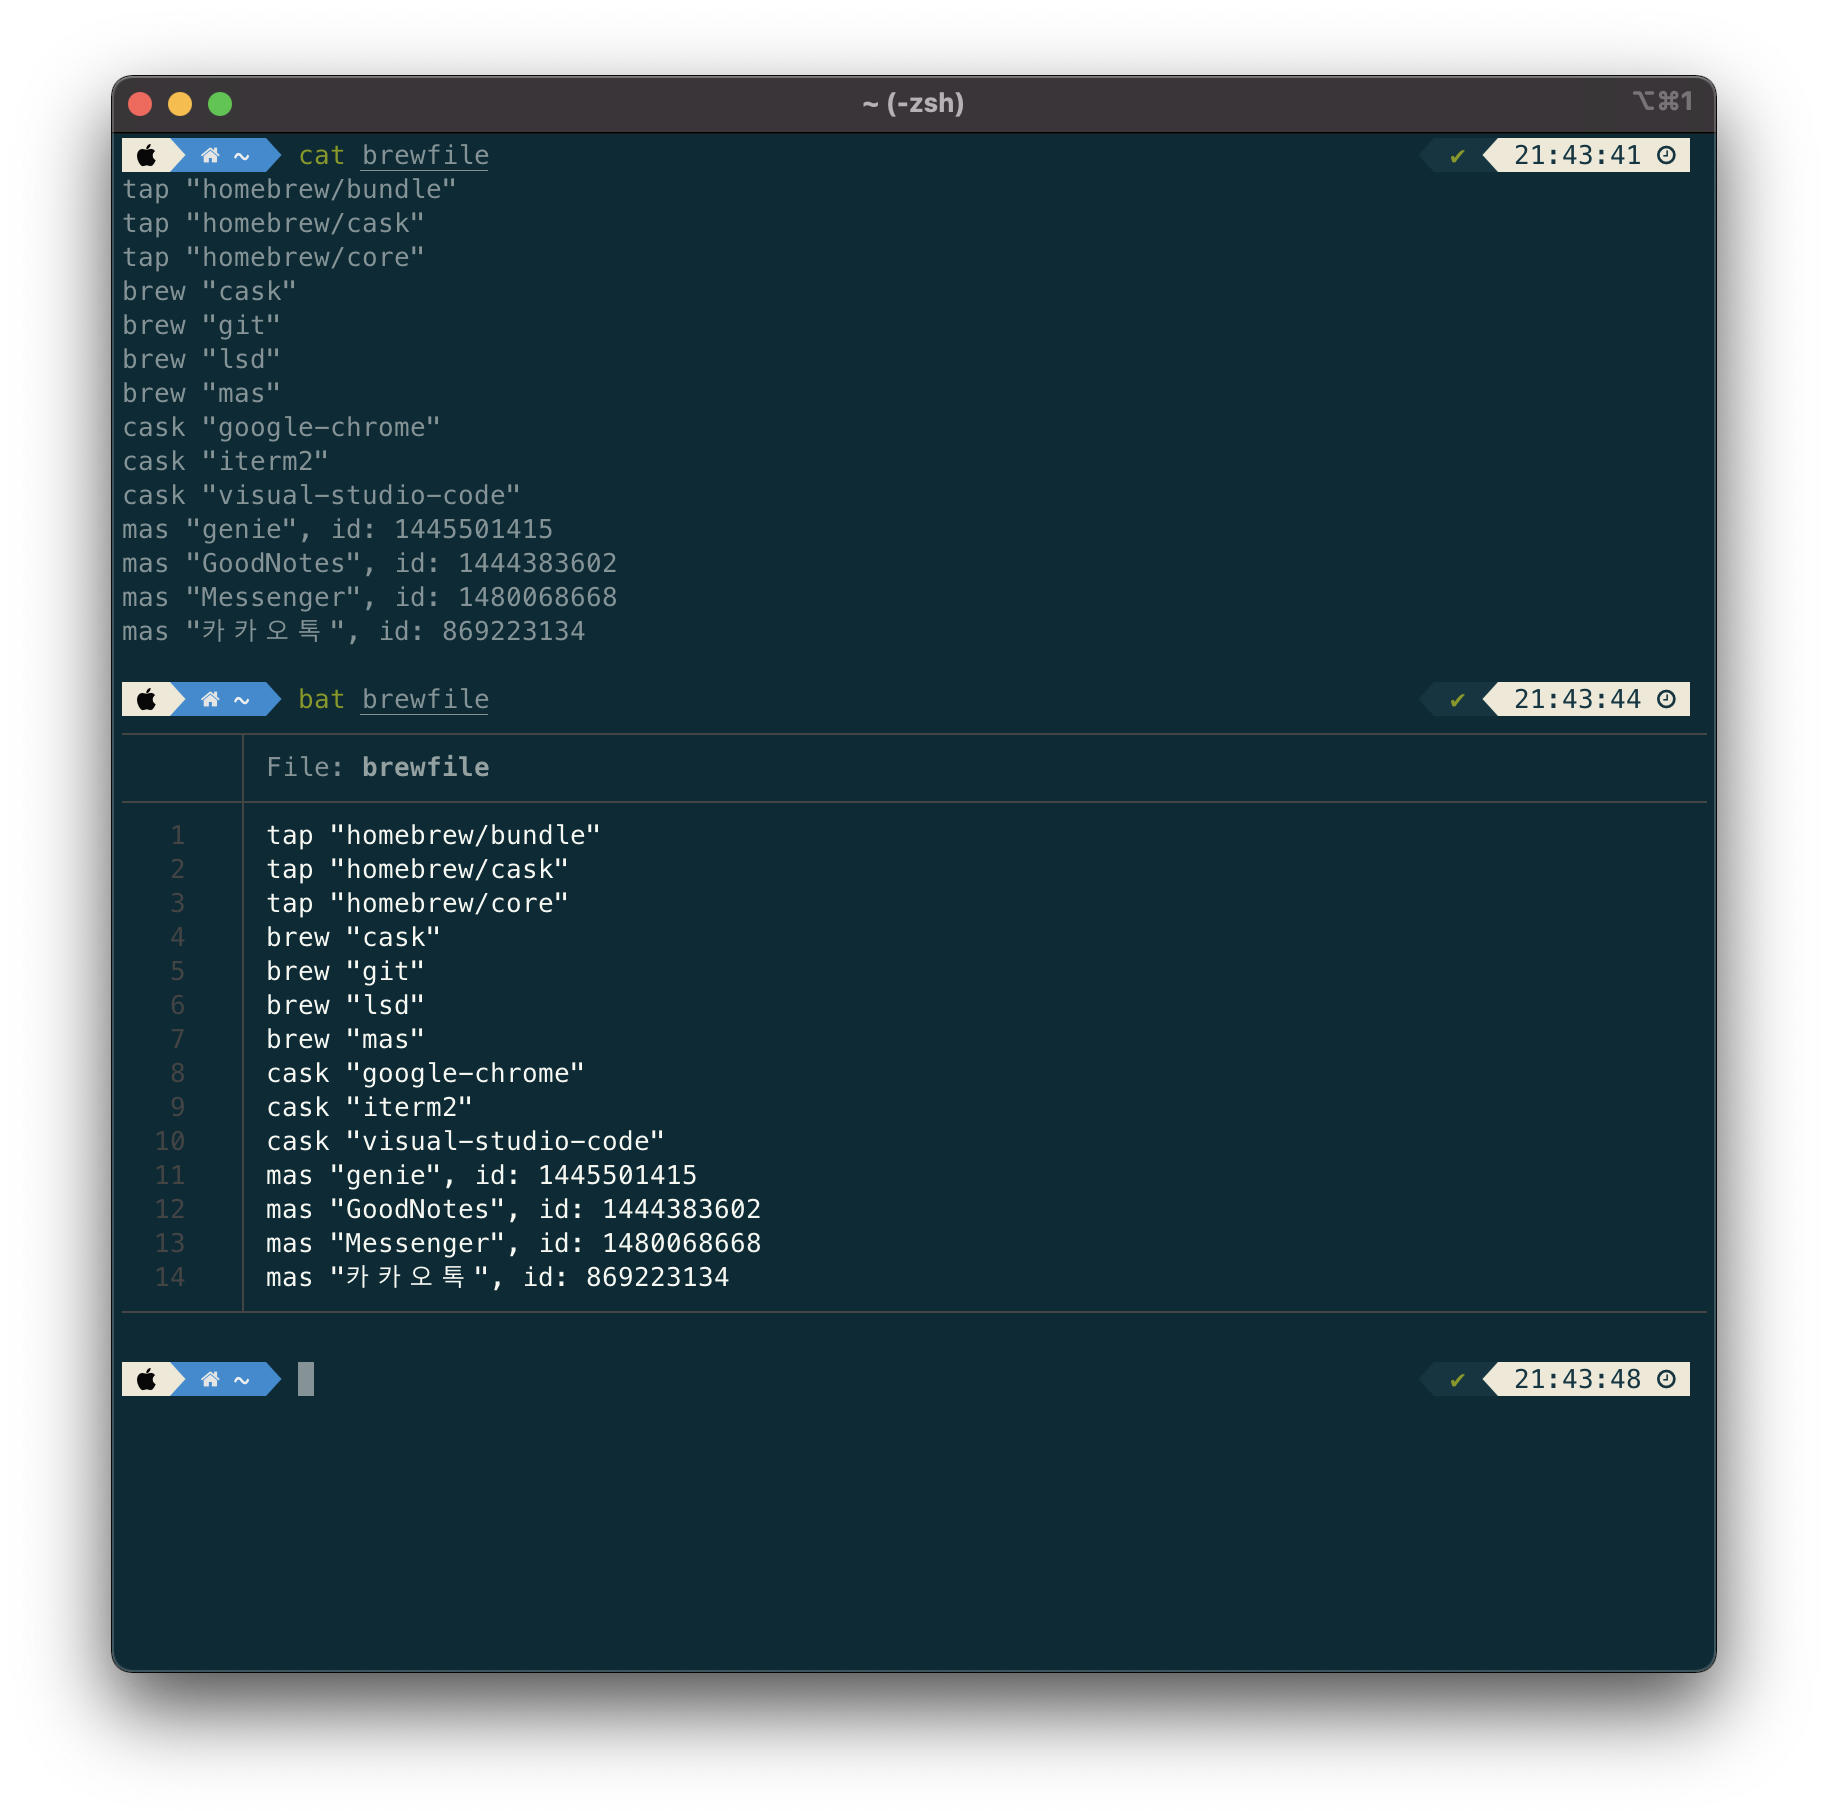 ~ (-zsh) ⌥⌘1
~ cat brewfile ✔ 21:43:41
tap "homebrew/bundle"
tap "homebrew/cask"
tap "homebrew/core"
brew "cask"
brew "git"
brew "lsd"
brew "mas"
cask "google-chrome"
cask "iterm2"
cask "visual-studio-code"
mas "genie", id: 1445501415
mas "GoodNotes", id: 1444383602
mas "Messenger", id: 1480068668
mas "카카오톡", id: 869223134
~ bat brewfile ✔ 21:43:44
File: brewfile
1 tap "homebrew/bundle"
2 tap "homebrew/cask"
3 tap "homebrew/core"
4 brew "cask"
5 brew "git"
6 brew "lsd"
7 brew "mas"
8 cask "google-chrome"
9 cask "iterm2"
10 cask "visual-studio-code"
11 mas "genie", id: 1445501415
12 mas "GoodNotes", id: 1444383602
13 mas "Messenger", id: 1480068668
14 mas "카카오톡", id: 869223134
~ ✔ 21:43:48